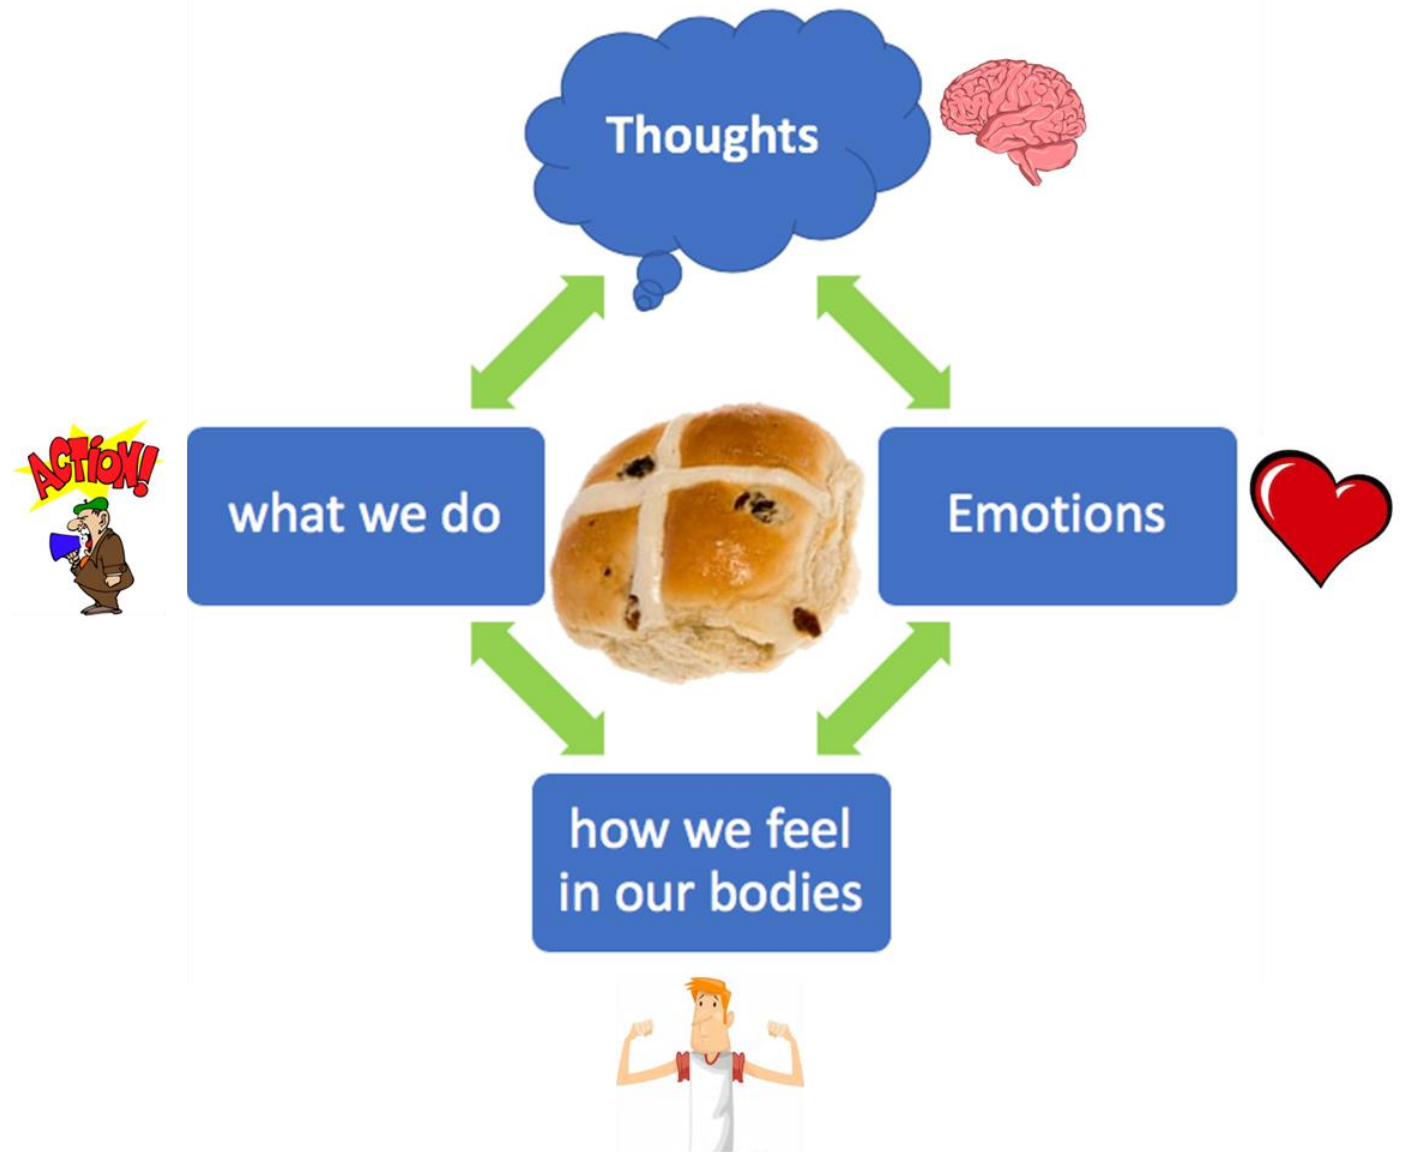 Thoughts
ACTION!
what we do
Emotions
how we feel
in our bodies